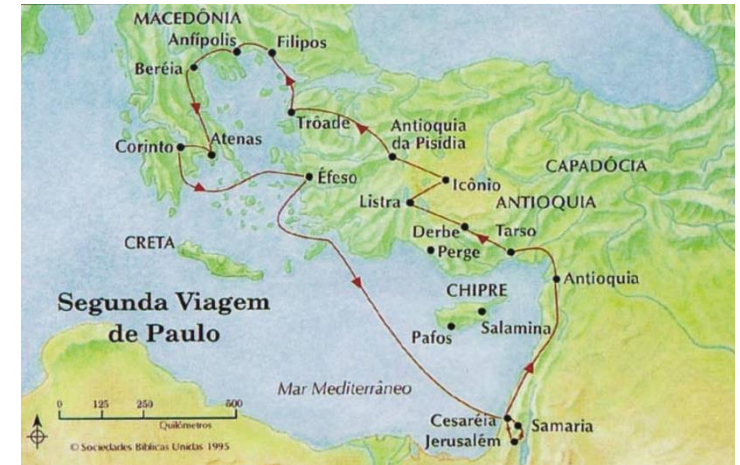 MACEDÔNIA
Anfípolis
Filipos
Beréia
Trôade
Antioquia
da Pisídia
Corinto
Atenas
CAPADÓCIA
Éfeso
Icônio
Listra
ANTIOQUIA
Derbe
Tarso
CRETA
Perge
Antioquia
CHIPRE
Segunda Viagem
de Paulo
Pafos
Salamina
Mar Mediterrâneo
0 125 250 500
Quilômetros
Cesaréia
Samaria
Jerusalém
© Sociedades Bíblicas Unidas 1995